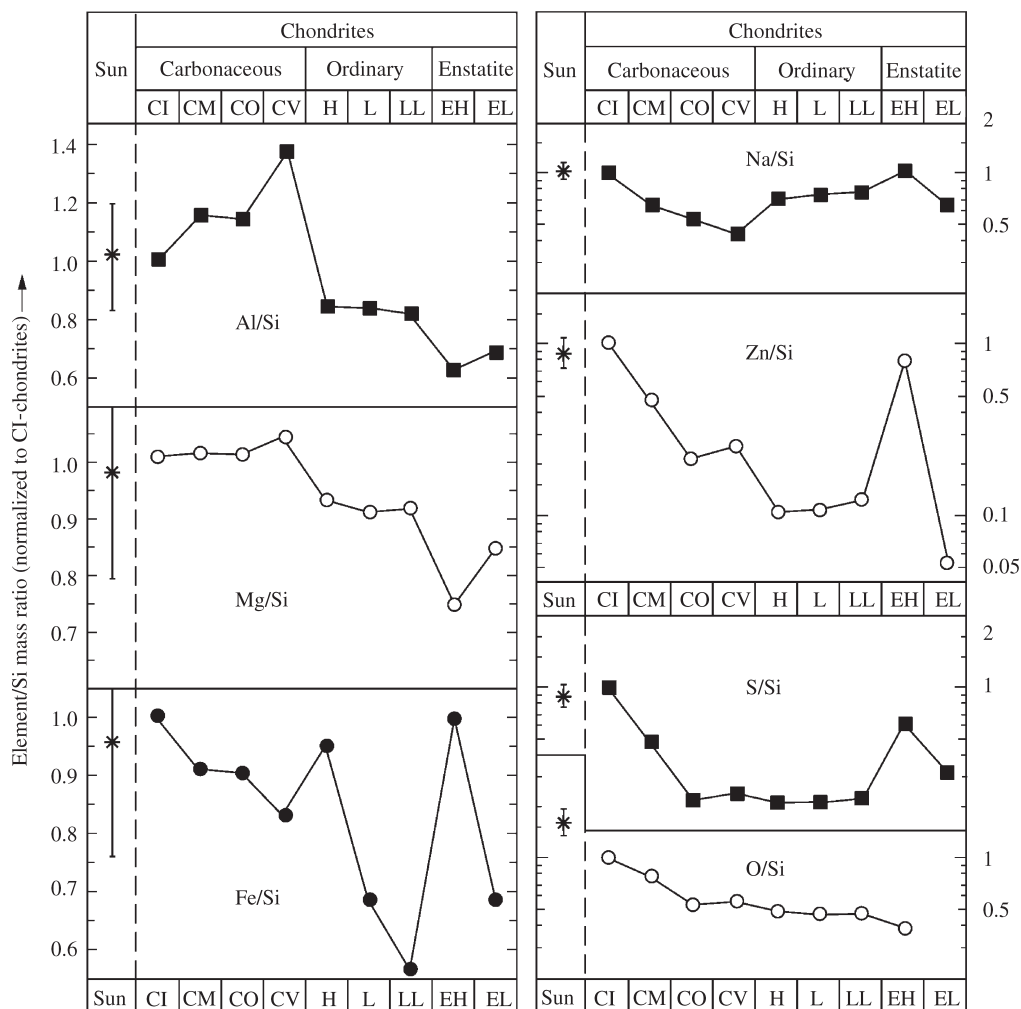 Chondrites
Sun Carbonaceous Ordinary Enstatite
CI CM CO CV H L LL EH EL
Element/Si mass ratio (normalized to CI-chondrites)
1.4
1.2
1.0
0.8
0.6
Al/Si
1.0
0.9
0.8
0.7
Mg/Si
1.0
0.9
0.8
0.7
0.6
Fe/Si
Sun CI CM CO CV H L LL EH EL
Chondrites
Sun Carbonaceous Ordinary Enstatite
CI CM CO CV H L LL EH EL
Na/Si
2
1
0.5
Zn/Si
1
0.5
0.1
0.05
Sun CI CM CO CV H L LL EH EL
S/Si
2
1
O/Si
1
0.5
Sun CI CM CO CV H L LL EH EL